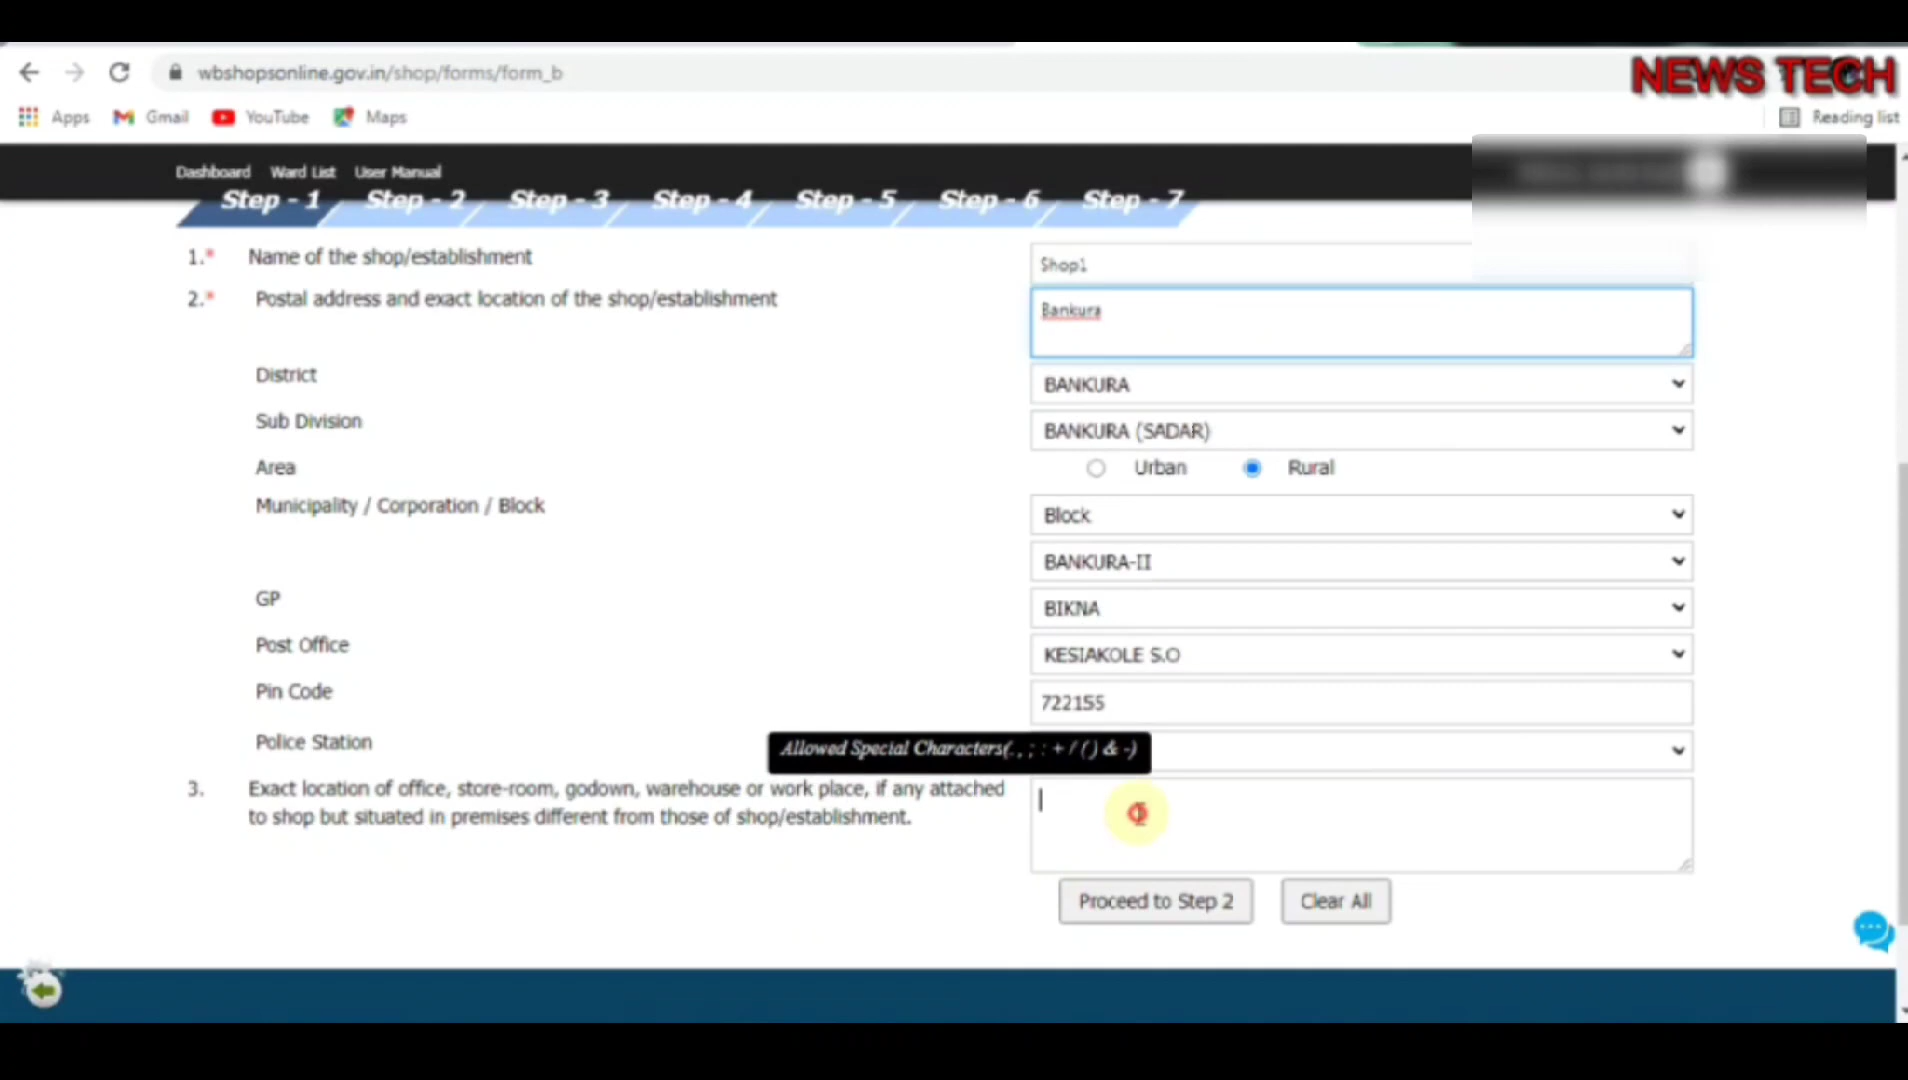 wbshopsonline.gov.in/shop/forms/form_b
NEWS TECH
Apps Gmail YouTube Maps Reading list
Dashboard Ward List User Manual
Step - 1 Step - 2 Step - 3 Step - 4 Step - 5 Step - 6 Step - 7
1.* Name of the shop/establishment Shop1
2.* Postal address and exact location of the shop/establishment Bankura
District BANKURA
Sub Division BANKURA (SADAR)
Area Urban Rural
Municipality / Corporation / Block Block
BANKURA-II
GP BIKNA
Post Office KESIAKOLE S.O
Pin Code 722155
Police Station
Allowed Special Characters(. , ; : + / () & -)
3. Exact location of office, store-room, godown, warehouse or work place, if any attached
to shop but situated in premises different from those of shop/establishment.
Proceed to Step 2 Clear All